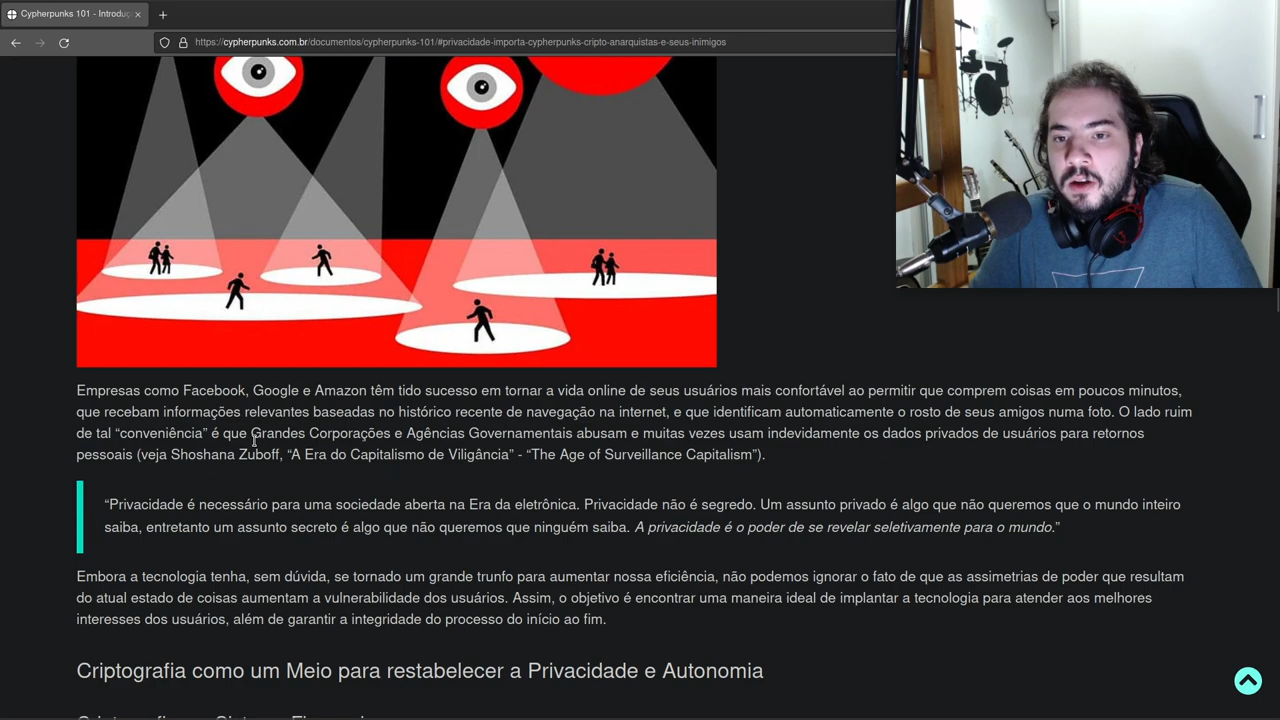 Cypherpunks 101 - Introduç
https://cypherpunks.com.br/documentos/cypherpunks-101/#privacidade-importa-cypherpunks-cripto-anarquistas-e-seus-inimigos
Empresas como Facebook, Google e Amazon têm tido sucesso em tornar a vida online de seus usuários mais confortável ao permitir que comprem coisas em poucos minutos,
que recebam informações relevantes baseadas no histórico recente de navegação na internet, e que identificam automaticamente o rosto de seus amigos numa foto. O lado ruim
de tal “conveniência” é que Grandes Corporações e Agências Governamentais abusam e muitas vezes usam indevidamente os dados privados de usuários para retornos
pessoais (veja Shoshana Zuboff, “A Era do Capitalismo de Viligância” - “The Age of Surveillance Capitalism”).
“Privacidade é necessário para uma sociedade aberta na Era da eletrônica. Privacidade não é segredo. Um assunto privado é algo que não queremos que o mundo inteiro
saiba, entretanto um assunto secreto é algo que não queremos que ninguém saiba. A privacidade é o poder de se revelar seletivamente para o mundo.”
Embora a tecnologia tenha, sem dúvida, se tornado um grande trunfo para aumentar nossa eficiência, não podemos ignorar o fato de que as assimetrias de poder que resultam
do atual estado de coisas aumentam a vulnerabilidade dos usuários. Assim, o objetivo é encontrar uma maneira ideal de implantar a tecnologia para atender aos melhores
interesses dos usuários, além de garantir a integridade do processo do início ao fim.
Criptografia como um Meio para restabelecer a Privacidade e Autonomia